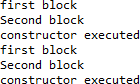 first block
Second block
constructor executed
first block
Second block
constructor executed